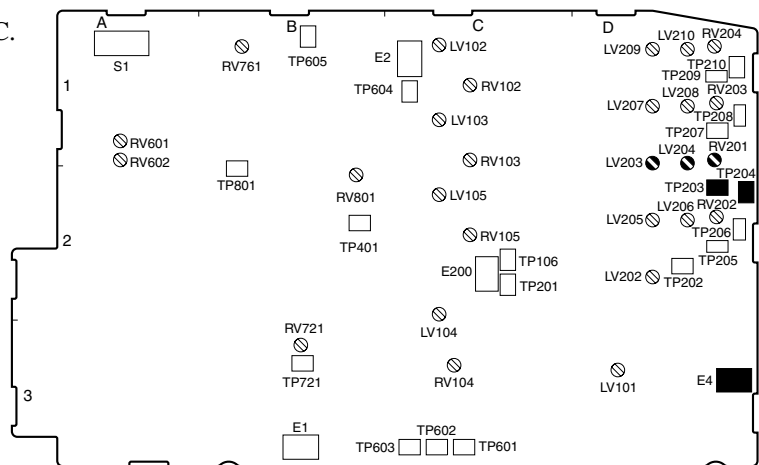 C.
A B C D
LV210 RV204
LV102 LV209
S1 RV761 TP605 E2 TP210
TP209
1 TP604 RV102 LV208 RV203
LV103 LV207 TP208
TP207
RV601 LV204 RV201
RV602 RV103 LV203 TP204
TP801 RV801 TP203
LV105 LV206 RV202
TP401 LV205 TP206
2 RV105 TP205
TP106
E200 LV202 TP202
TP201
RV721 LV104
TP721 RV104 LV101 E4
3
E1 TP602
TP603 TP601